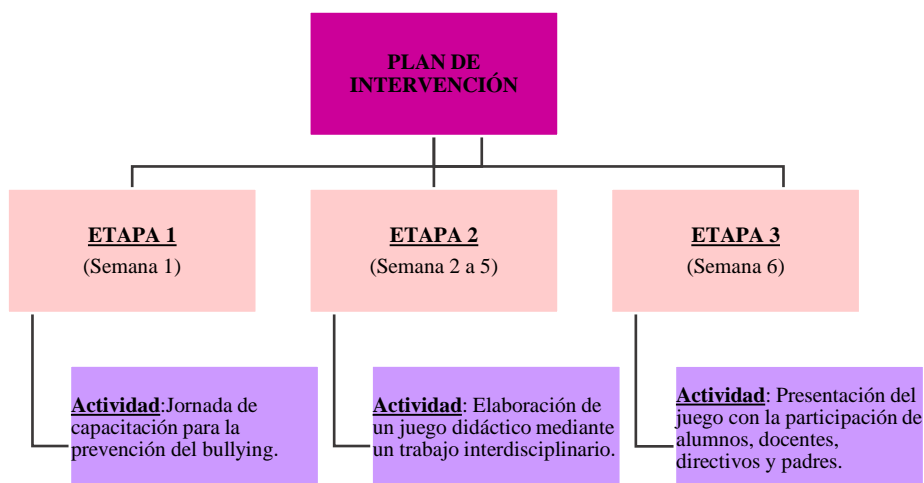 PLAN DE
INTERVENCIÓN
ETAPA 1
(Semana 1)
ETAPA 2
(Semana 2 a 5)
ETAPA 3
(Semana 6)
Actividad:Jornada de
capacitación para la
prevención del bullying.
Actividad: Elaboración de
un juego didáctico mediante
un trabajo interdisciplinario.
Actividad: Presentación del
juego con la participación de
alumnos, docentes,
directivos y padres.